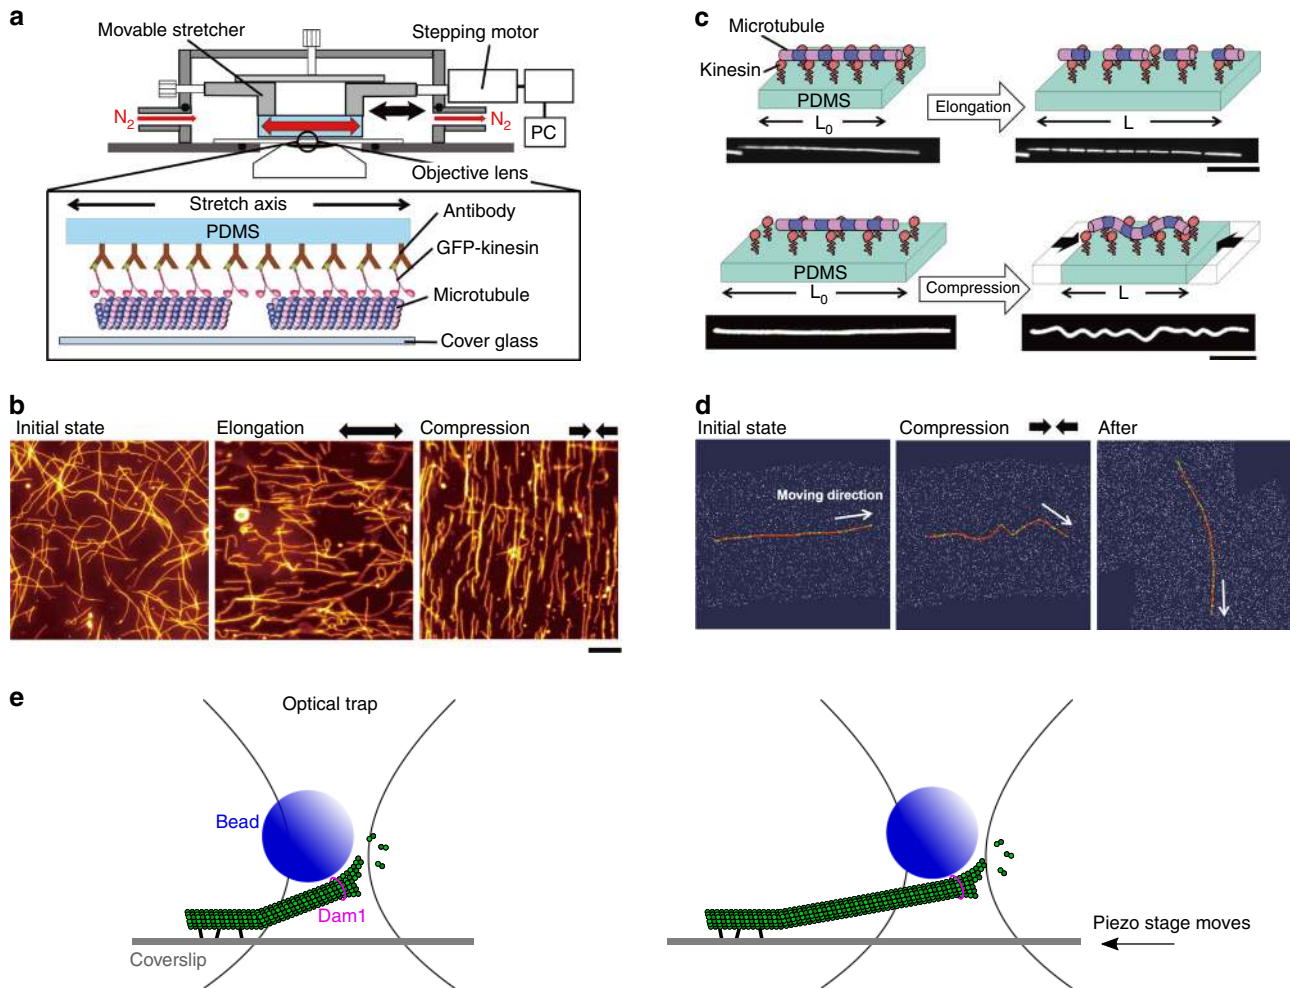 a
Movable stretcher
Stepping motor
N2
N2
PC
Objective lens
Stretch axis
PDMS
Antibody
GFP-kinesin
Microtubule
Cover glass
b
Initial state
Elongation
Compression
c
Microtubule
Kinesin
PDMS
L0
Elongation
L
PDMS
L0
Compression
L
d
Initial state
Compression
After
Moving direction
e
Optical trap
Bead
Dam1
Coverslip
Piezo stage moves